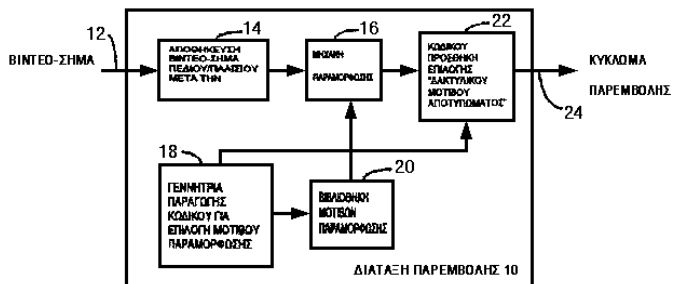 ΒΙΝΤΕΟ-ΣΗΜΑ
12
14
ΑΠΟΘΗΚΕΥΣΗ
ΒΙΝΤΕΟ-ΣΗΜΑ
ΠΕΔΙΟΥ/ΠΛΑΙΣΙΟΥ
ΜΕΤΑ ΤΗΝ
16
ΜΗΧΑΝΗ
ΠΑΡΑΜΟΡΦΩΣΗΣ
22
ΚΩΔΙΚΟΥ
ΠΡΟΣΘΗΚΗ
ΕΠΙΛΟΓΗΣ
"ΔΑΚΤΥΛΙΚΟΥ
ΜΟΤΙΒΟΥ
ΑΠΟΤΥΠΩΜΑΤΟΣ"
ΚΥΚΛΩΜΑ
ΠΑΡΕΜΒΟΛΗΣ
24
18
ΓΕΝΝΗΤΡΙΑ
ΠΑΡΑΓΩΓΗΣ
ΚΩΔΙΚΟΥ ΓΙΑ
ΕΠΙΛΟΓΗ ΜΟΤΙΒΟΥ
ΠΑΡΑΜΟΡΦΩΣΗΣ
20
ΒΙΒΛΙΟΘΗΚΗ
ΜΟΤΙΒΩΝ
ΠΑΡΑΜΟΡΦΩΣΗΣ
ΔΙΑΤΑΞΗ ΠΑΡΕΜΒΟΛΗΣ 10